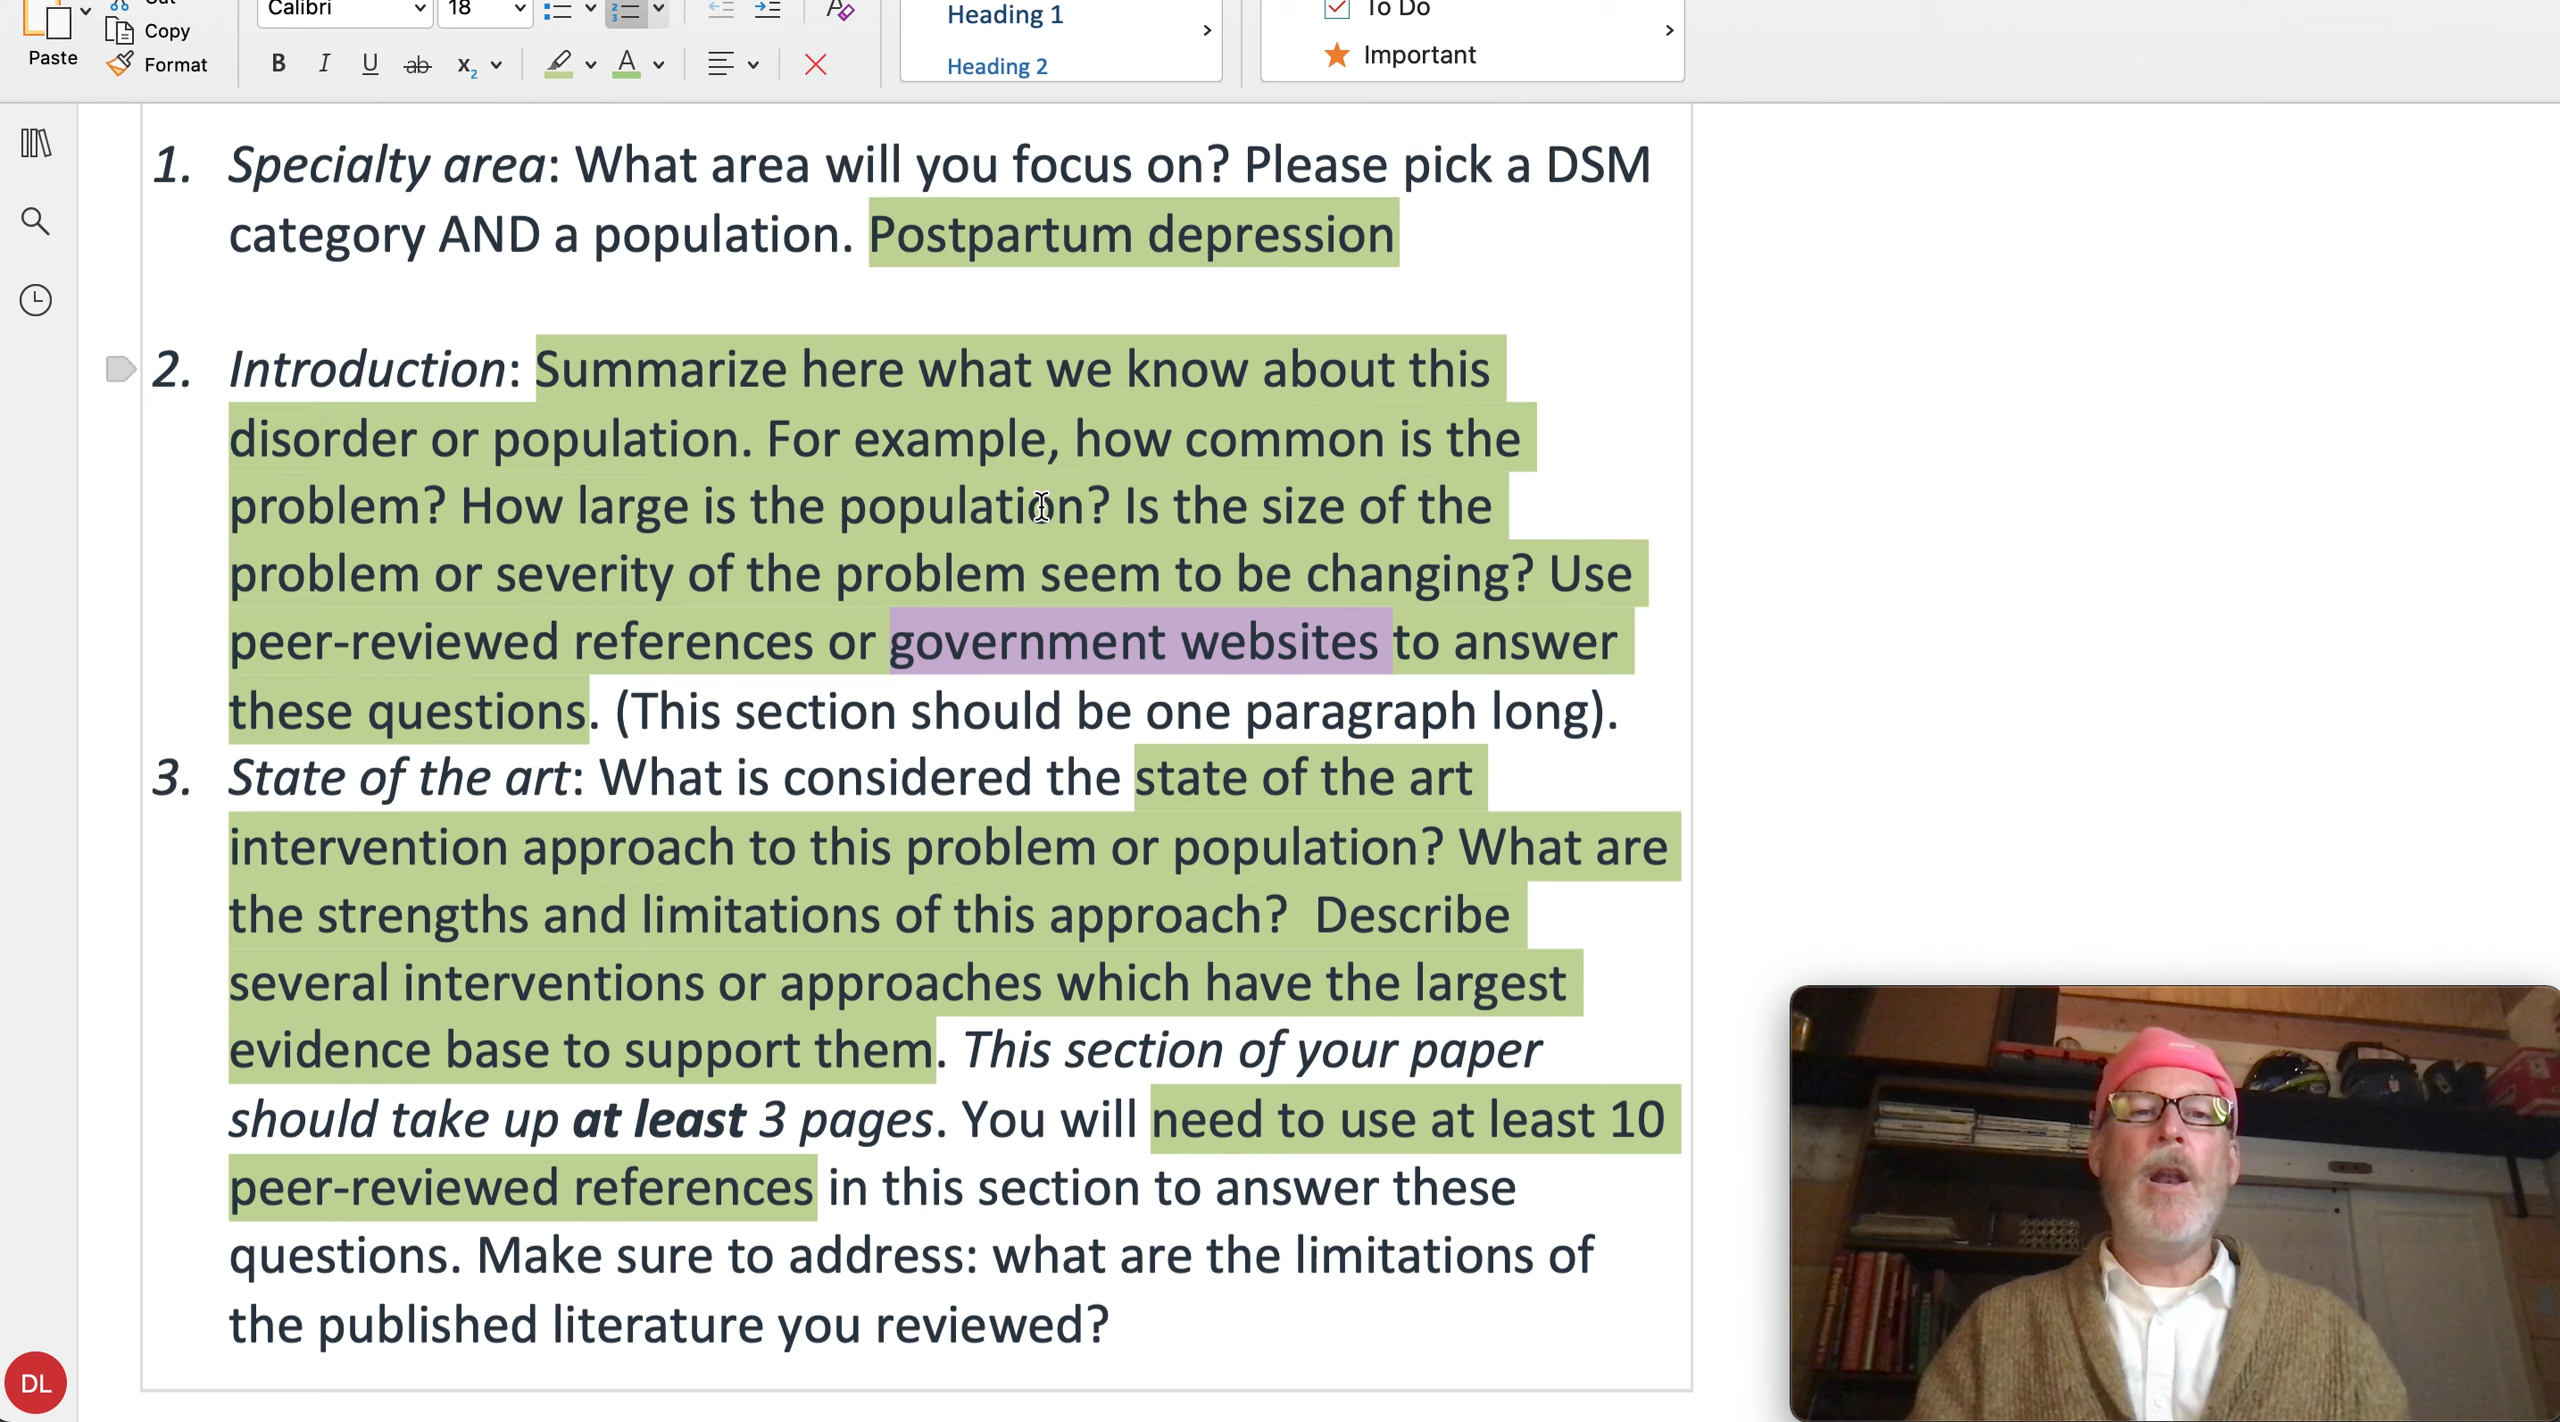 Cut
Calibri
18
Heading 1
To Do
Copy
Paste
Format
B I U ab x2 A
Heading 2
Important
1. Specialty area: What area will you focus on? Please pick a DSM
category AND a population. Postpartum depression
2. Introduction: Summarize here what we know about this
disorder or population. For example, how common is the
problem? How large is the population? Is the size of the
problem or severity of the problem seem to be changing? Use
peer-reviewed references or government websites to answer
these questions. (This section should be one paragraph long).
3. State of the art: What is considered the state of the art
intervention approach to this problem or population? What are
the strengths and limitations of this approach? Describe
several interventions or approaches which have the largest
evidence base to support them. This section of your paper
should take up at least 3 pages. You will need to use at least 10
peer-reviewed references in this section to answer these
questions. Make sure to address: what are the limitations of
the published literature you reviewed?
DL